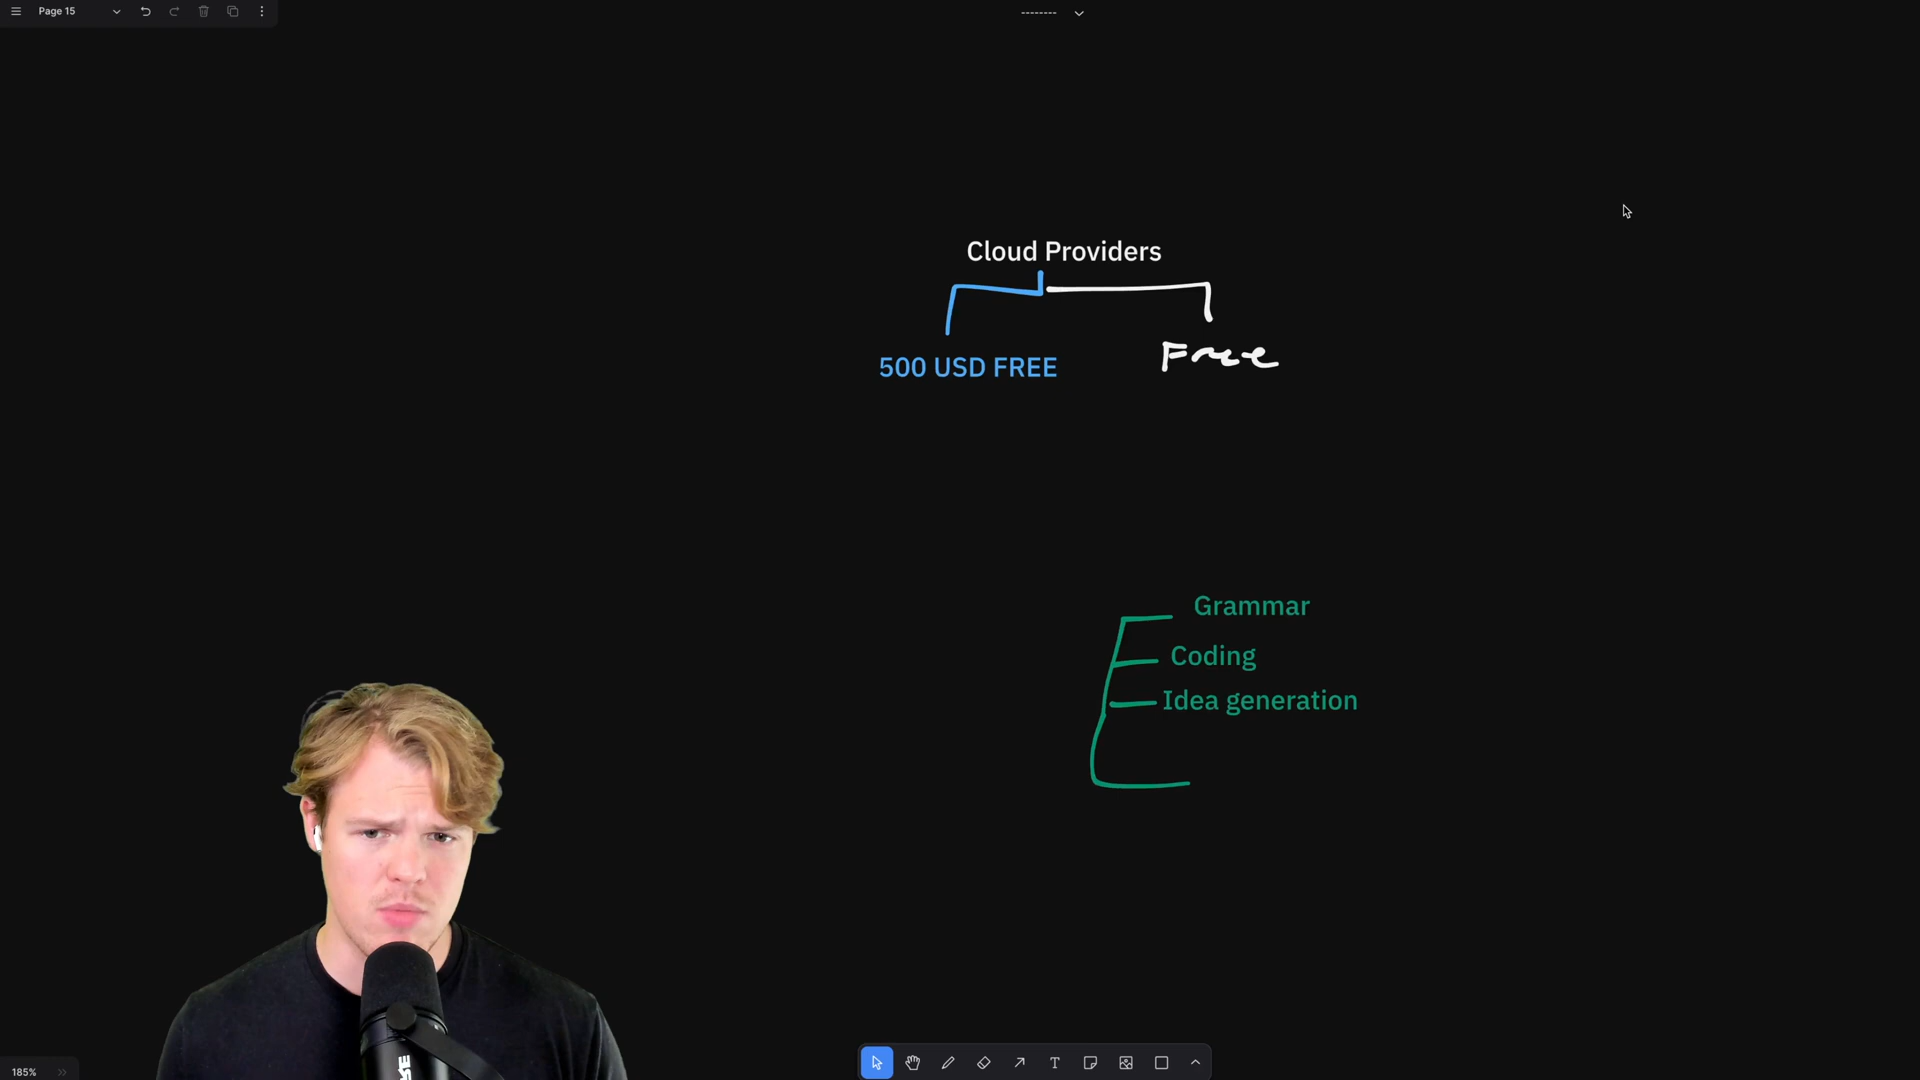 Page 15
--------
Cloud Providers
500 USD FREE
Free
Grammar
Coding
Idea generation
185%